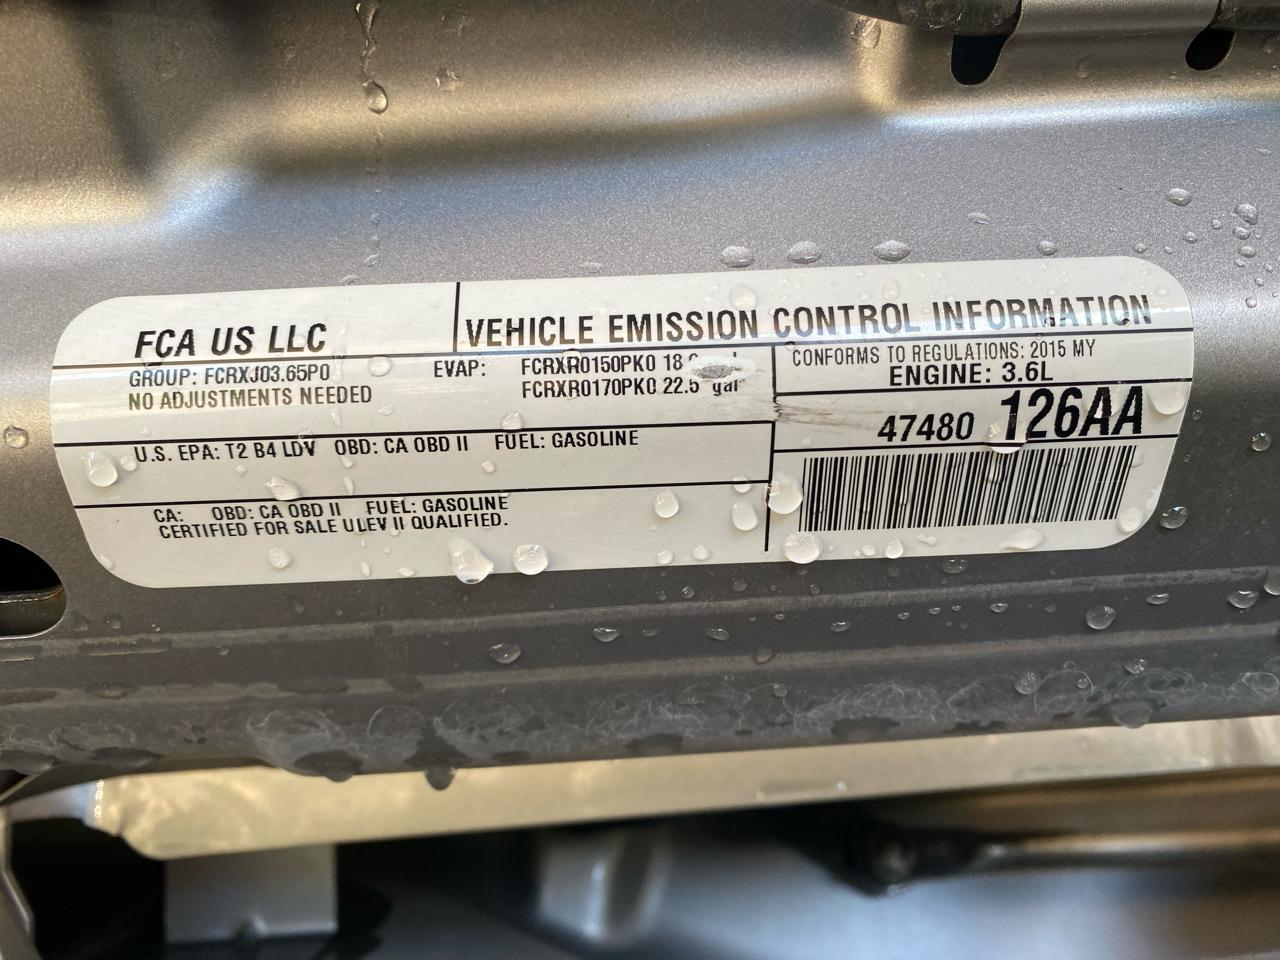 FCA US LLC
VEHICLE EMISSION CONTROL INFORMATION
GROUP: FCRXJ03.65P0
NO ADJUSTMENTS NEEDED
EVAP: FCRXR0150PK0 18
FCRXR0170PK0 22.5 gal
CONFORMS TO REGULATIONS: 2015 MY
ENGINE: 3.6L
47480 126AA
U.S. EPA: T2 B4 LDV OBD: CA OBD II FUEL: GASOLINE
CA: OBD: CA OBD II FUEL: GASOLINE
CERTIFIED FOR SALE ULEV II QUALIFIED.